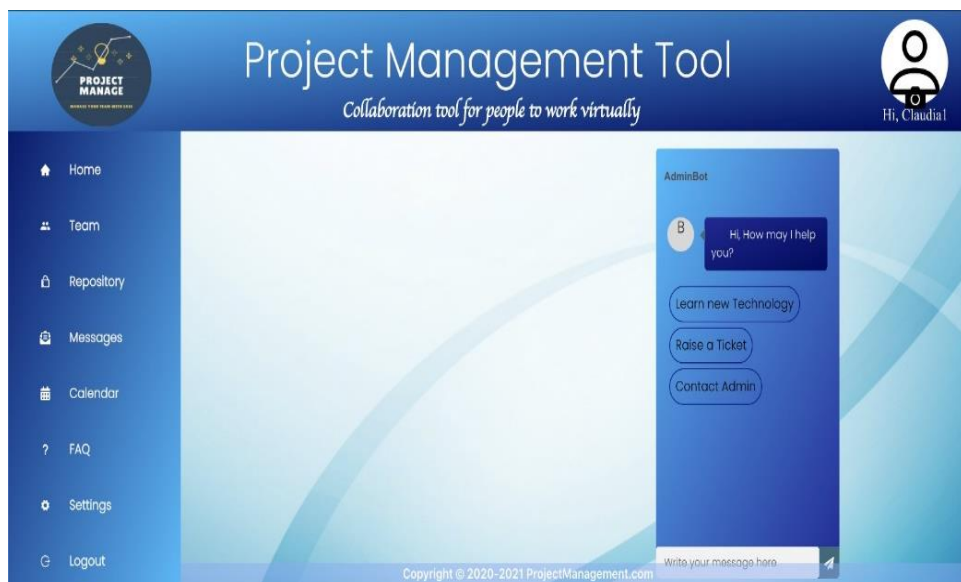 Project Management Tool
Collaboration tool for people to work virtually
PROJECT
MANAGE
Hi, Claudia1
Home
Team
Repository
Messages
Calendar
FAQ
Settings
Logout
AdminBot
B
Hi, How may I help
you?
Learn new Technology
Raise a Ticket
Contact Admin
Write your message here
Copyright © 2020-2021 ProjectManagement.com